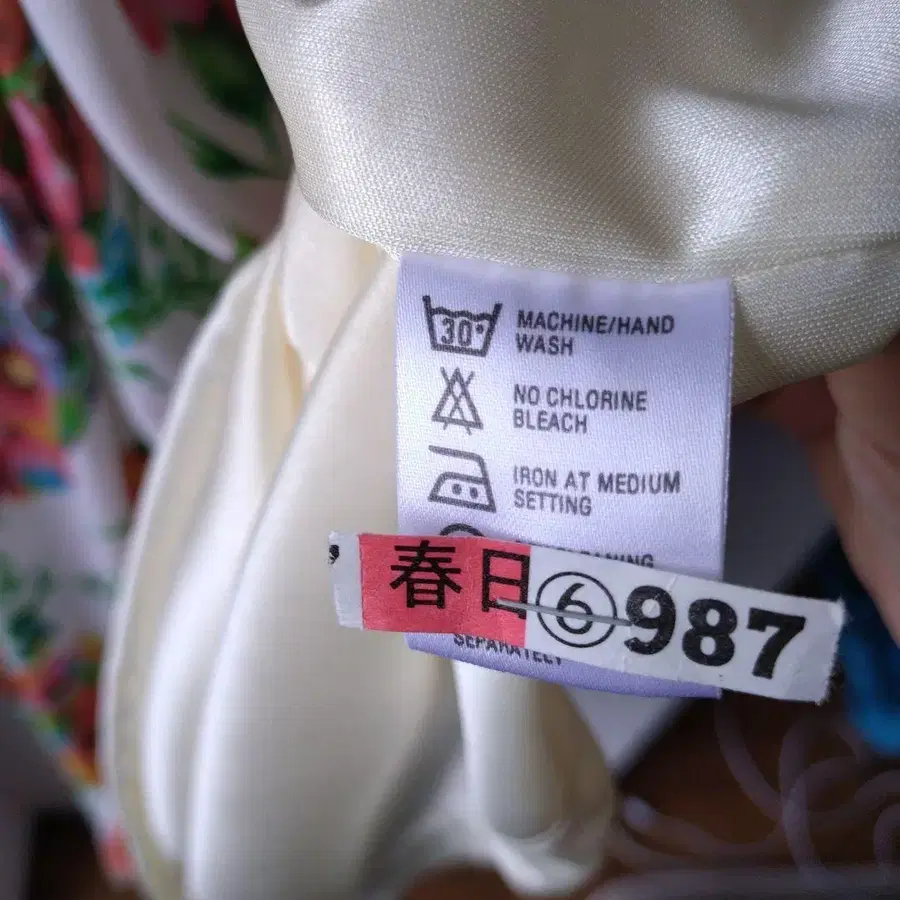 30°
MACHINE/HAND
WASH
NO CHLORINE
BLEACH
IRON AT MEDIUM
SETTING
春日⑥987
SEPARATELY